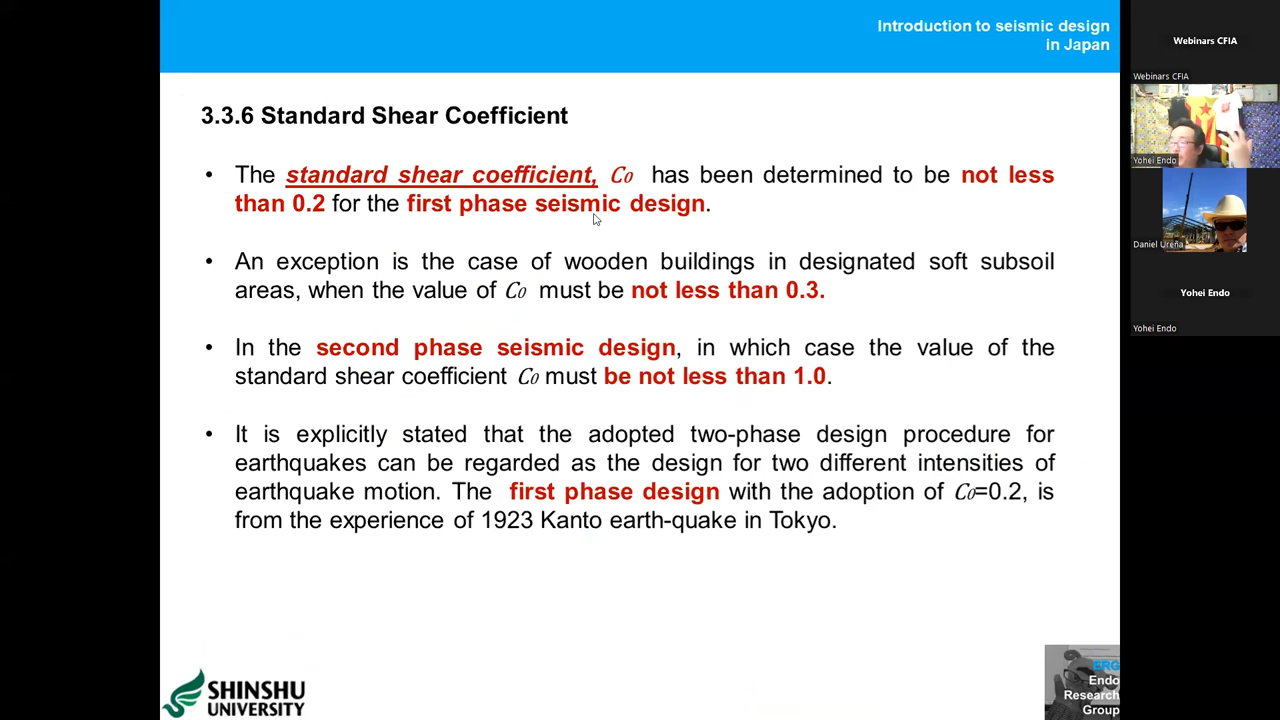 Introduction to seismic design
in Japan
3.3.6 Standard Shear Coefficient
• The standard shear coefficient, C0 has been determined to be not less
than 0.2 for the first phase seismic design.
• An exception is the case of wooden buildings in designated soft subsoil
areas, when the value of C0 must be not less than 0.3.
• In the second phase seismic design, in which case the value of the
standard shear coefficient C0 must be not less than 1.0.
• It is explicitly stated that the adopted two-phase design procedure for
earthquakes can be regarded as the design for two different intensities of
earthquake motion. The first phase design with the adoption of C0=0.2, is
from the experience of 1923 Kanto earth-quake in Tokyo.
SHINSHU
UNIVERSITY
ERG
Endo
Research
Group
Webinars CFIA
Webinars CFIA
Yohei Endo
Daniel Ureña
Yohei Endo
Yohei Endo